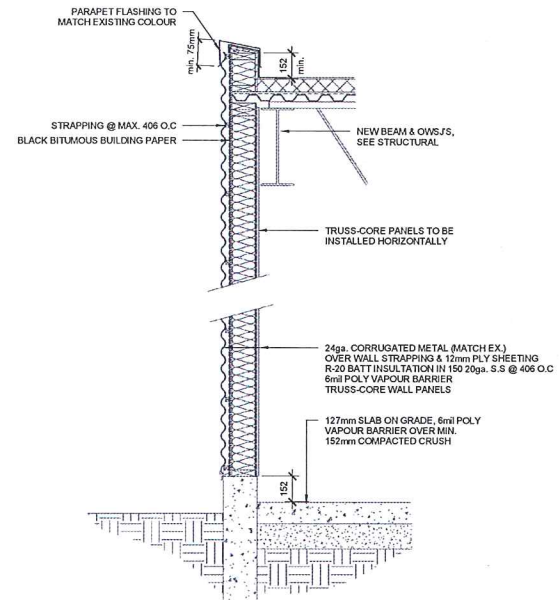 PARAPET FLASHING TO
MATCH EXISTING COLOUR
min. 75mm
152
min.
STRAPPING @ MAX. 406 O.C
BLACK BITUMOUS BUILDING PAPER
NEW BEAM & OWSJ'S,
SEE STRUCTURAL
TRUSS-CORE PANELS TO BE
INSTALLED HORIZONTALLY
24ga. CORRUGATED METAL (MATCH EX.)
OVER WALL STRAPPING & 12mm PLY SHEETING
R-20 BATT INSULTATION IN 150 20ga. S.S @ 406 O.C
6mil POLY VAPOUR BARRIER
TRUSS-CORE WALL PANELS
127mm SLAB ON GRADE, 6mil POLY
VAPOUR BARRIER OVER MIN.
152mm COMPACTED CRUSH
152